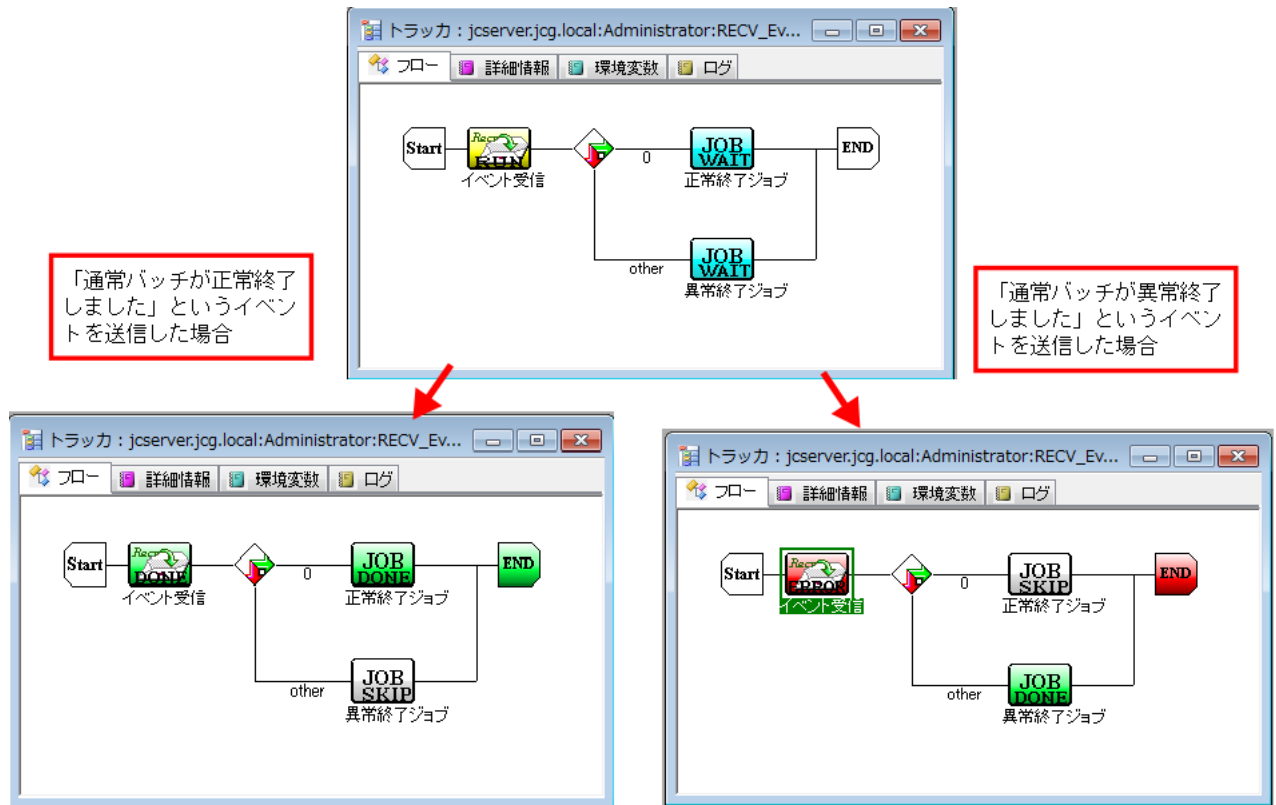 トラッカ : jcserver.jcg.local:Administrator:RECV_Ev...
フロー 詳細情報 環境変数 ログ
Start
Recv
RUN
イベント受信
0
JOB
WAIT
正常終了ジョブ
END
other
JOB
WAIT
異常終了ジョブ
「通常バッチが正常終了
しました」というイベン
トを送信した場合
「通常バッチが異常終了
しました」というイベン
トを送信した場合
トラッカ : jcserver.jcg.local:Administrator:RECV_Ev...
フロー 詳細情報 環境変数 ログ
Start
Recv
DONE
イベント受信
0
JOB
DONE
正常終了ジョブ
END
other
JOB
SKIP
異常終了ジョブ
トラッカ : jcserver.jcg.local:Administrator:RECV_Ev...
フロー 詳細情報 環境変数 ログ
Start
Recv
ERROR
イベント受信
0
JOB
SKIP
正常終了ジョブ
END
other
JOB
DONE
異常終了ジョブ